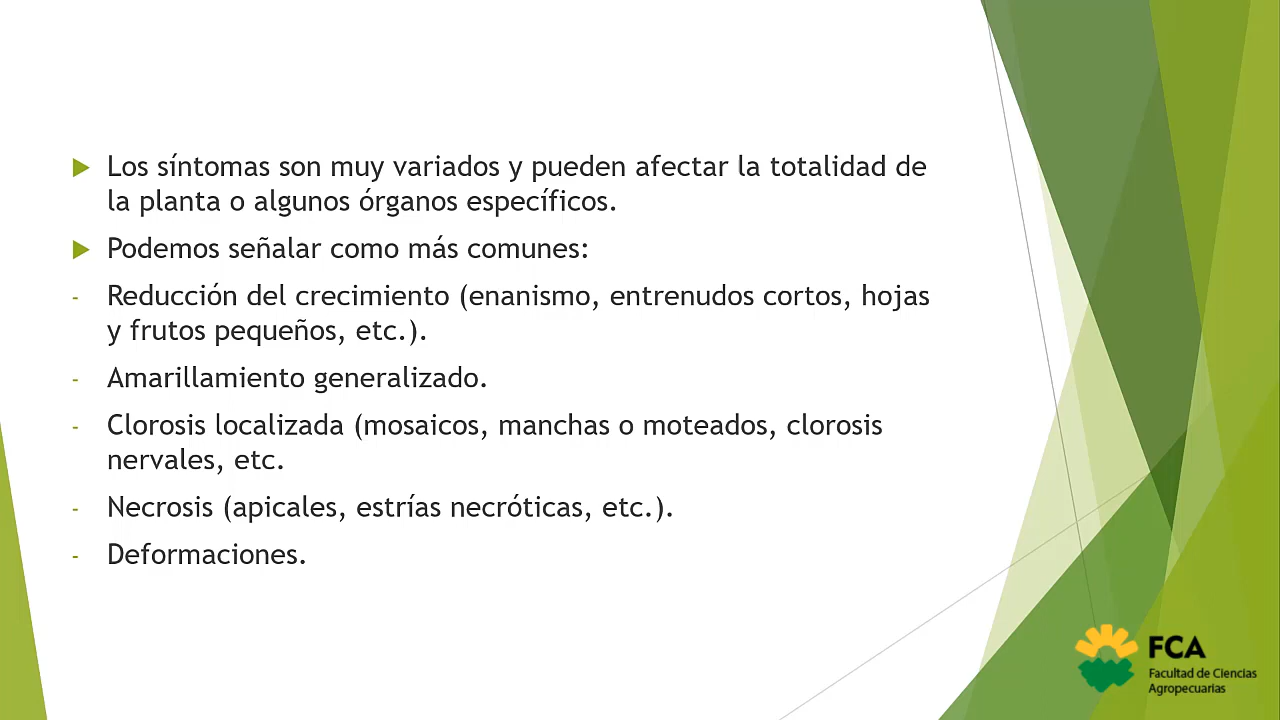 Los síntomas son muy variados y pueden afectar la totalidad de
la planta o algunos órganos específicos.
Podemos señalar como más comunes:
- Reducción del crecimiento (enanismo, entrenudos cortos, hojas
y frutos pequeños, etc.).
- Amarillamiento generalizado.
- Clorosis localizada (mosaicos, manchas o moteados, clorosis
nervales, etc.
- Necrosis (apicales, estrías necróticas, etc.).
- Deformaciones.
FCA
Facultad de Ciencias
Agropecuarias